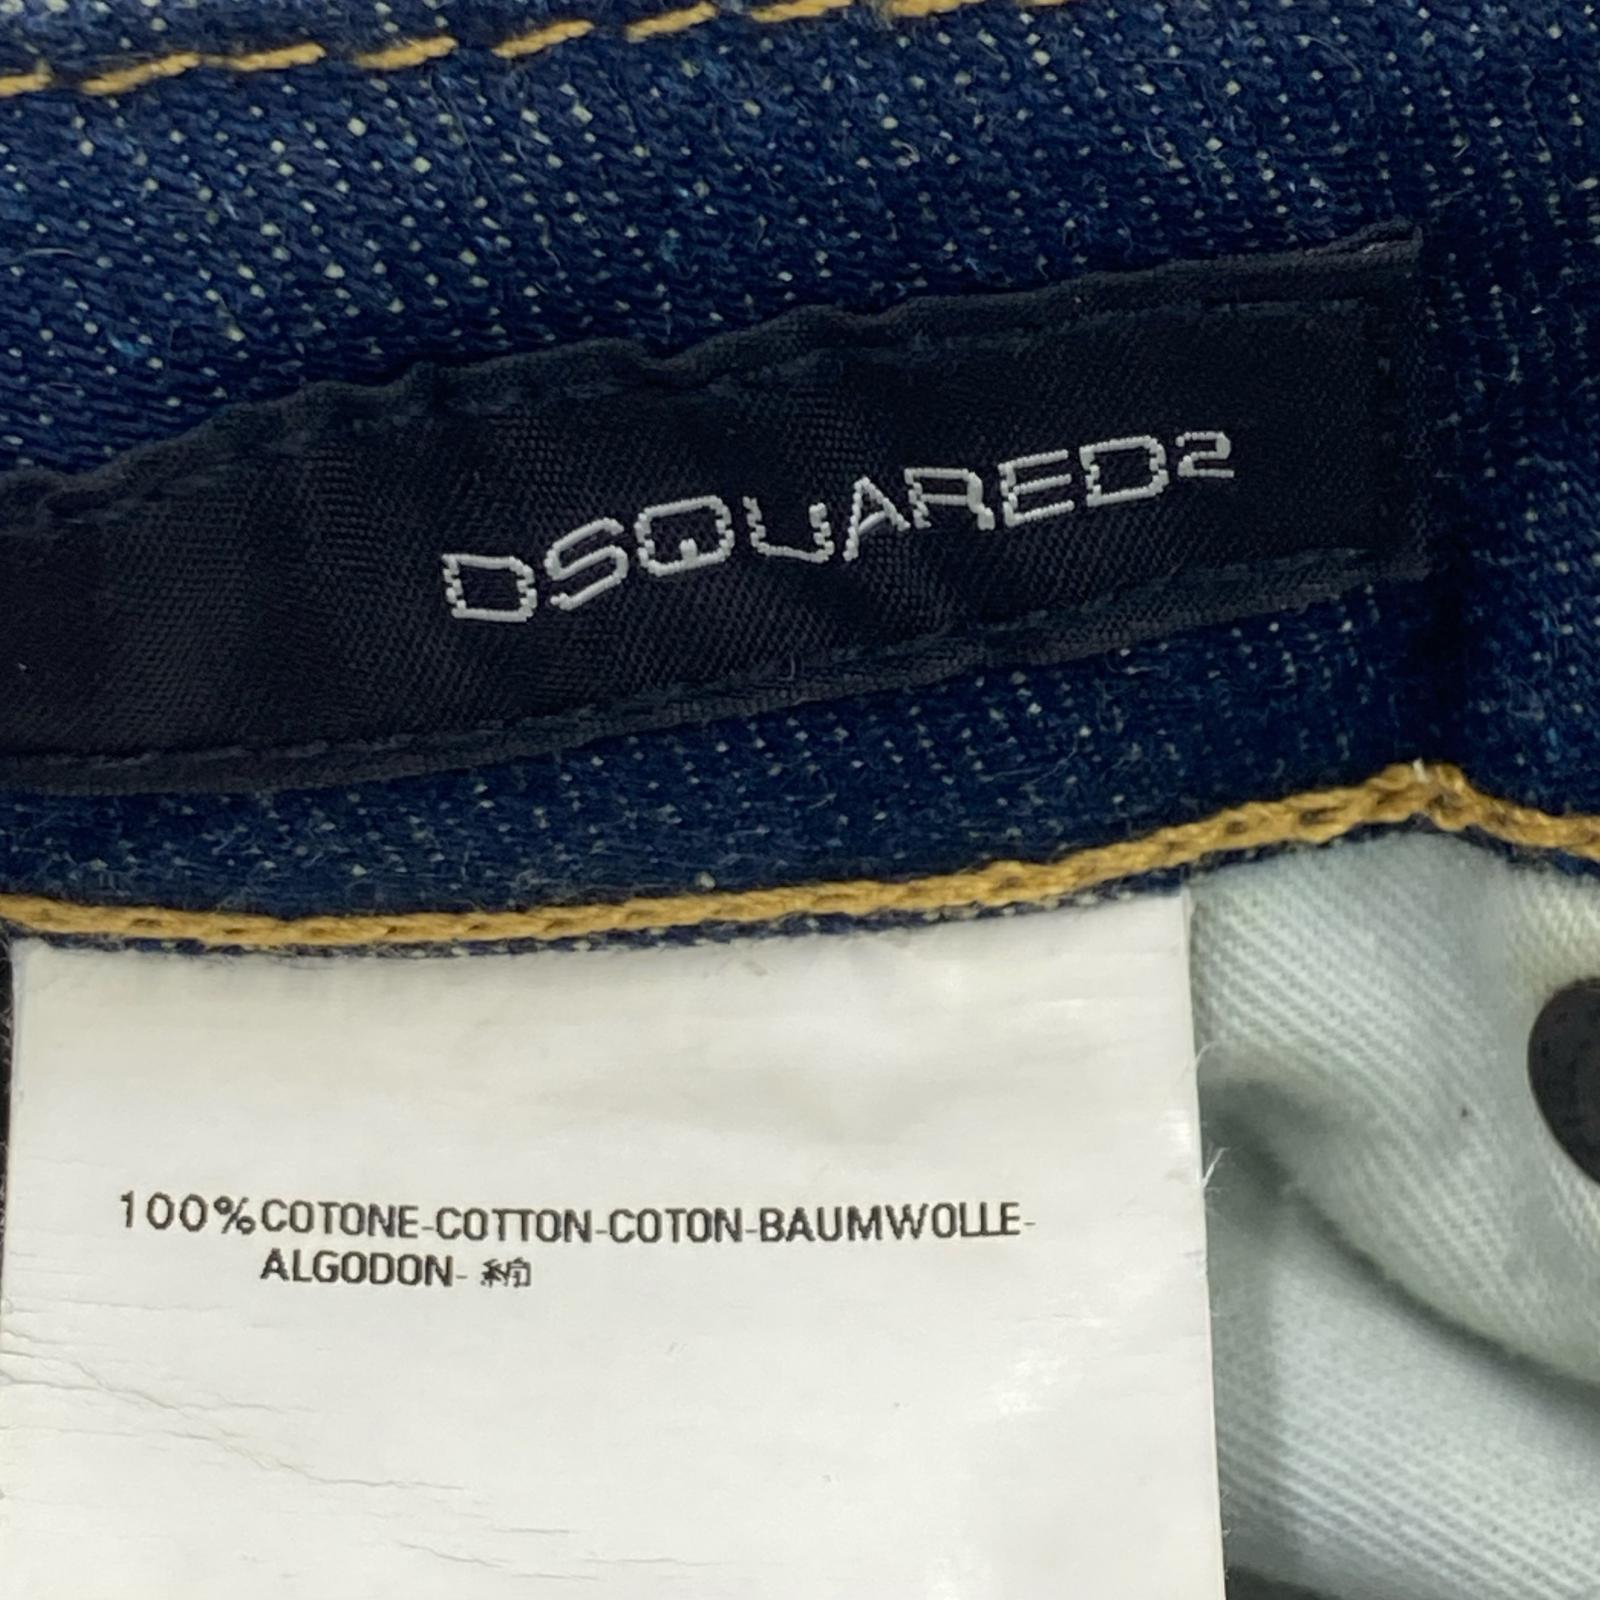 DSQUARED2
100%COTONE-COTTON-COTON-BAUMWOLLE-
ALGODON- 綿